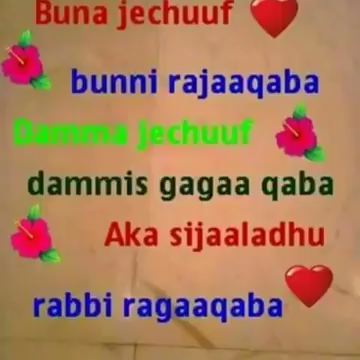 Buna jechuuf
bunni rajaaqaba
Damma jechuuf
dammis gagaa qaba
Aka sijaaladhu
rabbi ragaaqaba